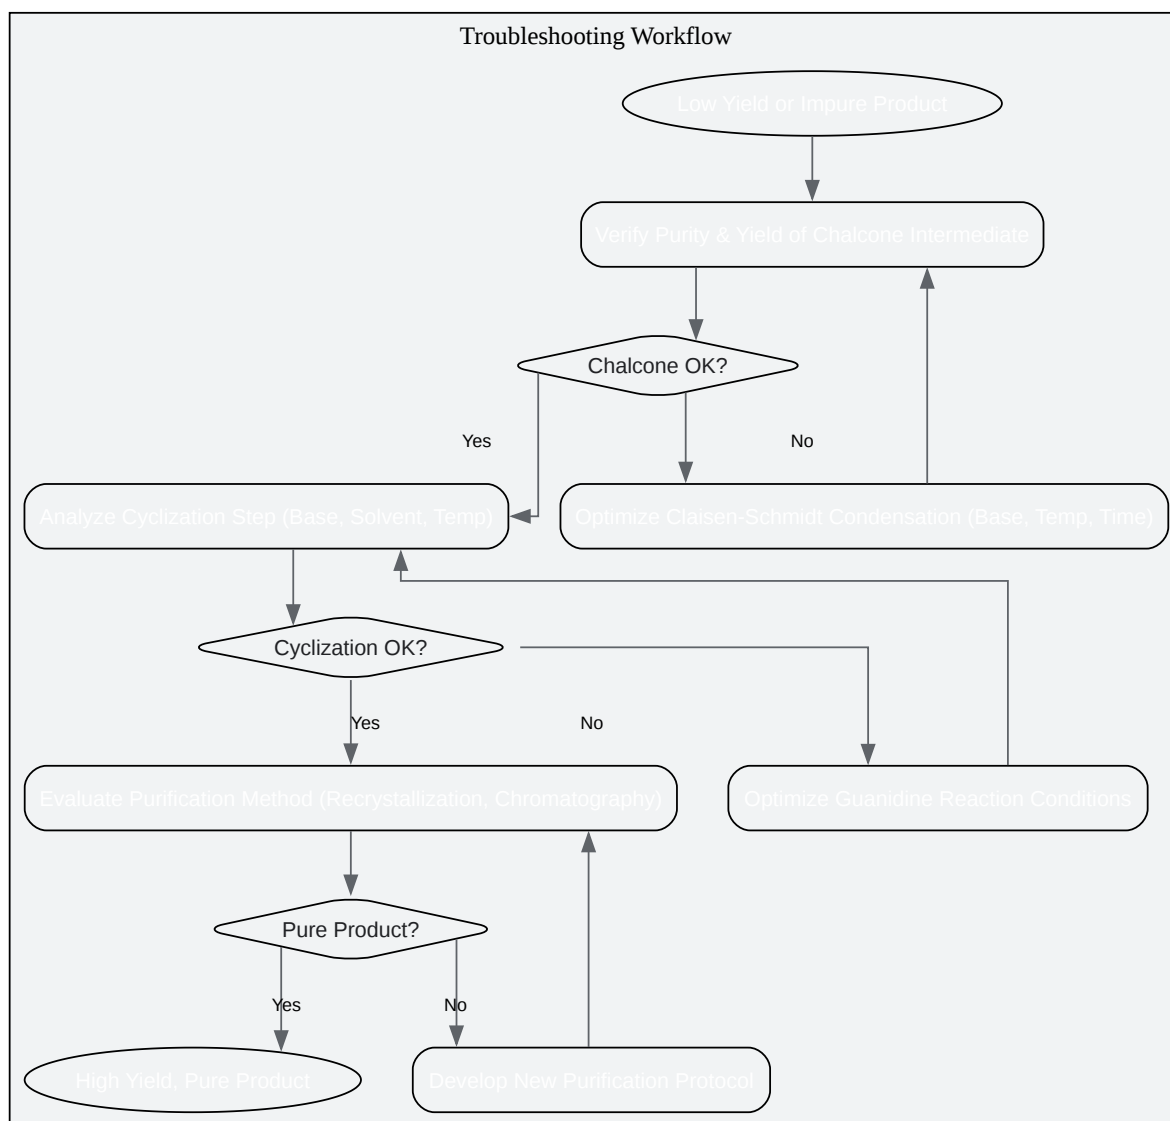 Troubleshooting Workflow
Low Yield or Impure Product
Verify Purity & Yield of Chalcone Intermediate
Chalcone OK?
Yes
No
Analyze Cyclization Step (Base, Solvent, Temp)
Optimize Claisen-Schmidt Condensation (Base, Temp, Time)
Cyclization OK?
Yes
No
Evaluate Purification Method (Recrystallization, Chromatography)
Optimize Guanidine Reaction Conditions
Pure Product?
Yes
No
High Yield, Pure Product
Develop New Purification Protocol